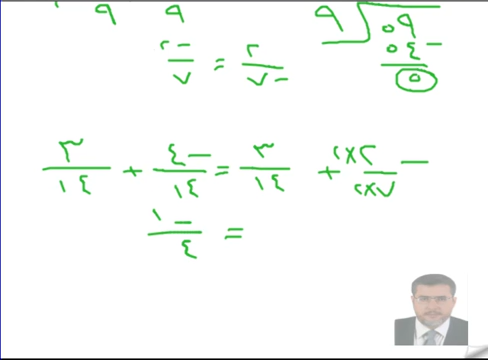 ٩ ٩
٥٩ ٩
٥٤ −
٥
٢/٧− = ٢−/٧
− ٢×٢/٧×٢ + ٣/١٤ = −٤/١٤ + ٣/١٤
= −١/٤